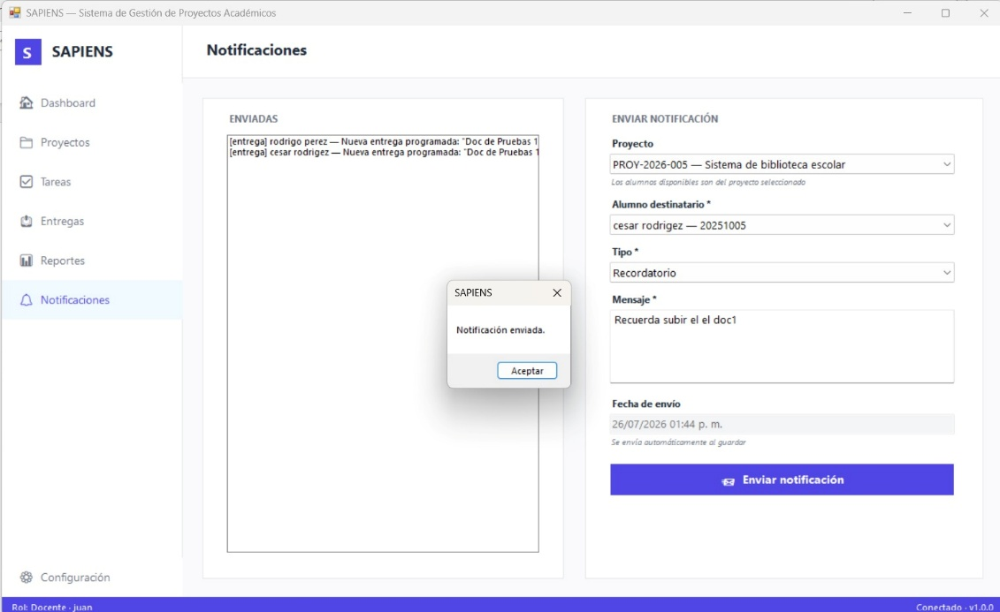 SAPIENS — Sistema de Gestión de Proyectos Académicos
S SAPIENS
Notificaciones
Dashboard
Proyectos
Tareas
Entregas
Reportes
Notificaciones
Configuración
ENVIADAS
[entrega] rodrigo perez — Nueva entrega programada: "Doc de Pruebas 1
[entrega] cesar rodrigez — Nueva entrega programada: "Doc de Pruebas 1
SAPIENS
Notificación enviada.
Aceptar
ENVIAR NOTIFICACIÓN
Proyecto
PROY-2026-005 — Sistema de biblioteca escolar
Los alumnos disponibles son del proyecto seleccionado
Alumno destinatario *
cesar rodrigez — 20251005
Tipo *
Recordatorio
Mensaje *
Recuerda subir el el doc1
Fecha de envío
26/07/2026 01:44 p. m.
Se envía automáticamente al guardar
Enviar notificación
Rol: Docente · juan
Conectado · v1.0.0